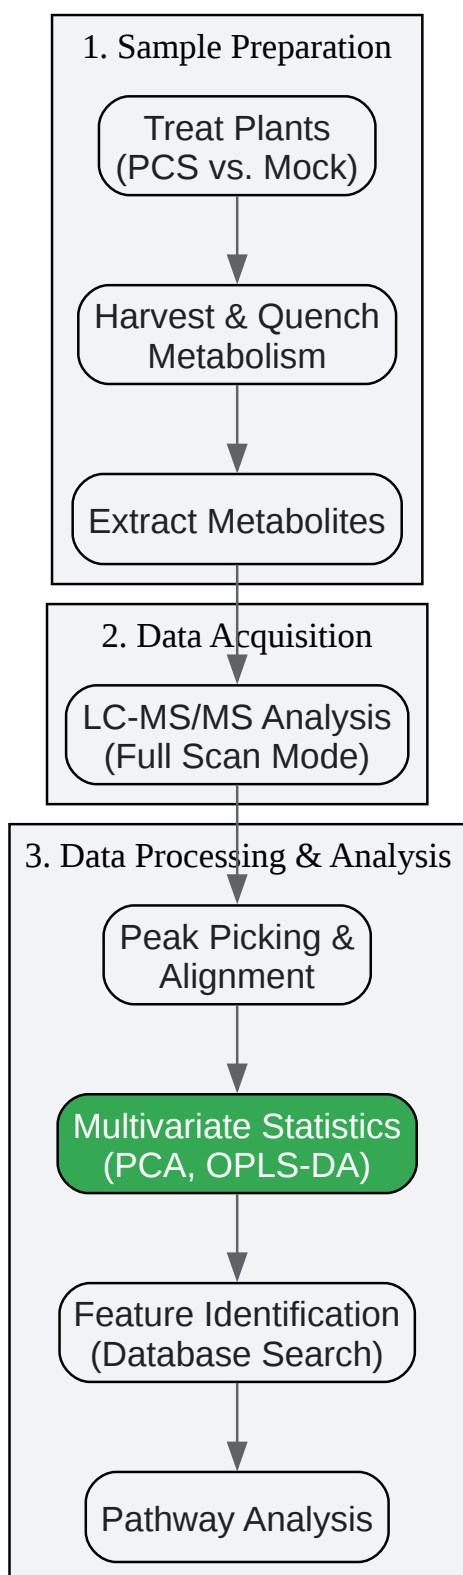 1. Sample Preparation
Treat Plants
(PCS vs. Mock)
Harvest & Quench
Metabolism
Extract Metabolites
2. Data Acquisition
LC-MS/MS Analysis
(Full Scan Mode)
3. Data Processing & Analysis
Peak Picking &
Alignment
Multivariate Statistics
(PCA, OPLS-DA)
Feature Identification
(Database Search)
Pathway Analysis